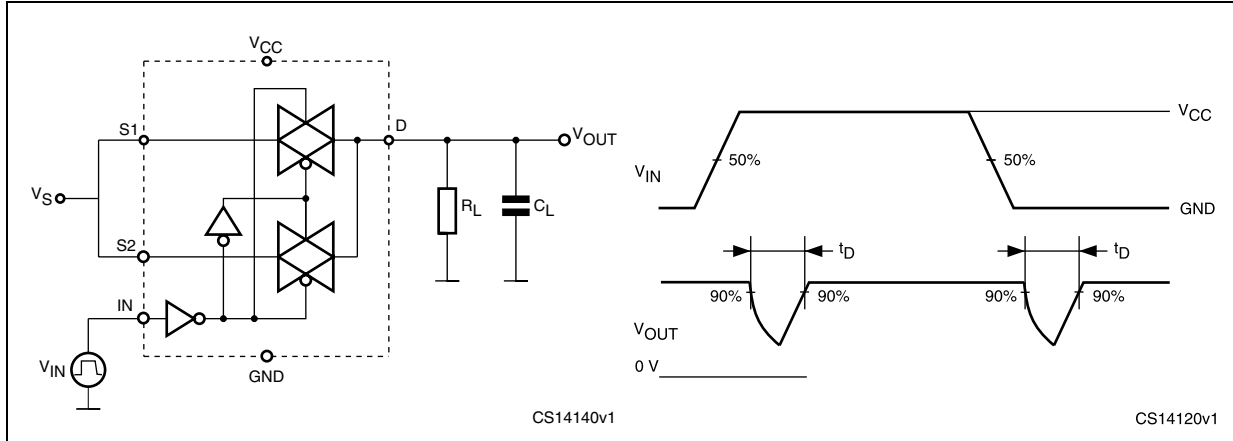 VCC
S1
D
VOUT
VS
RL
CL
S2
IN
VIN
GND
CS14140v1
VCC
50%
50%
VIN
GND
tD
tD
90%
90%
90%
90%
VOUT
0 V
CS14120v1